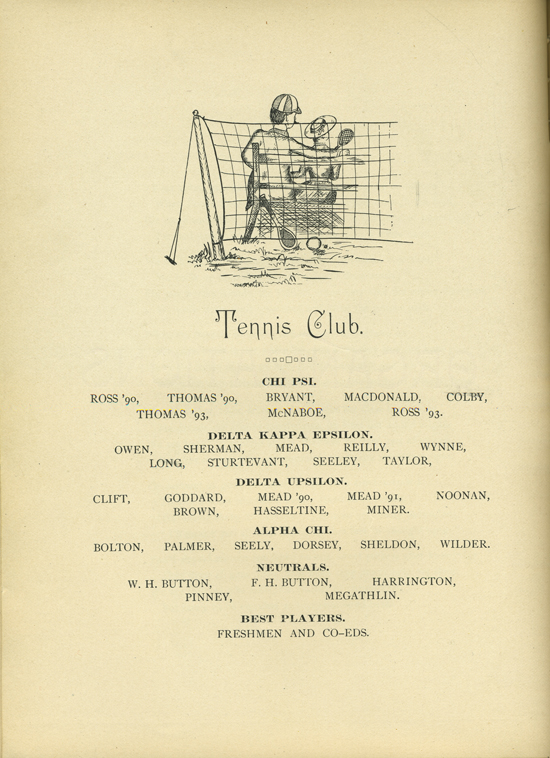 Tennis Club.
CHI PSI.
ROSS '90, THOMAS '90, BRYANT, MACDONALD, COLBY,
THOMAS '93, McNABOE, ROSS '93.
DELTA KAPPA EPSILON.
OWEN, SHERMAN, MEAD, REILLY, WYNNE,
LONG, STURTEVANT, SEELEY, TAYLOR,
DELTA UPSILON.
CLIFT, GODDARD, MEAD '90, MEAD '91, NOONAN,
BROWN, HASSELTINE, MINER.
ALPHA CHI.
BOLTON, PALMER, SEELY, DORSEY, SHELDON, WILDER.
NEUTRALS.
W. H. BUTTON, F. H. BUTTON, HARRINGTON,
PINNEY, MEGATHLIN.
BEST PLAYERS.
FRESHMEN AND CO-EDS.